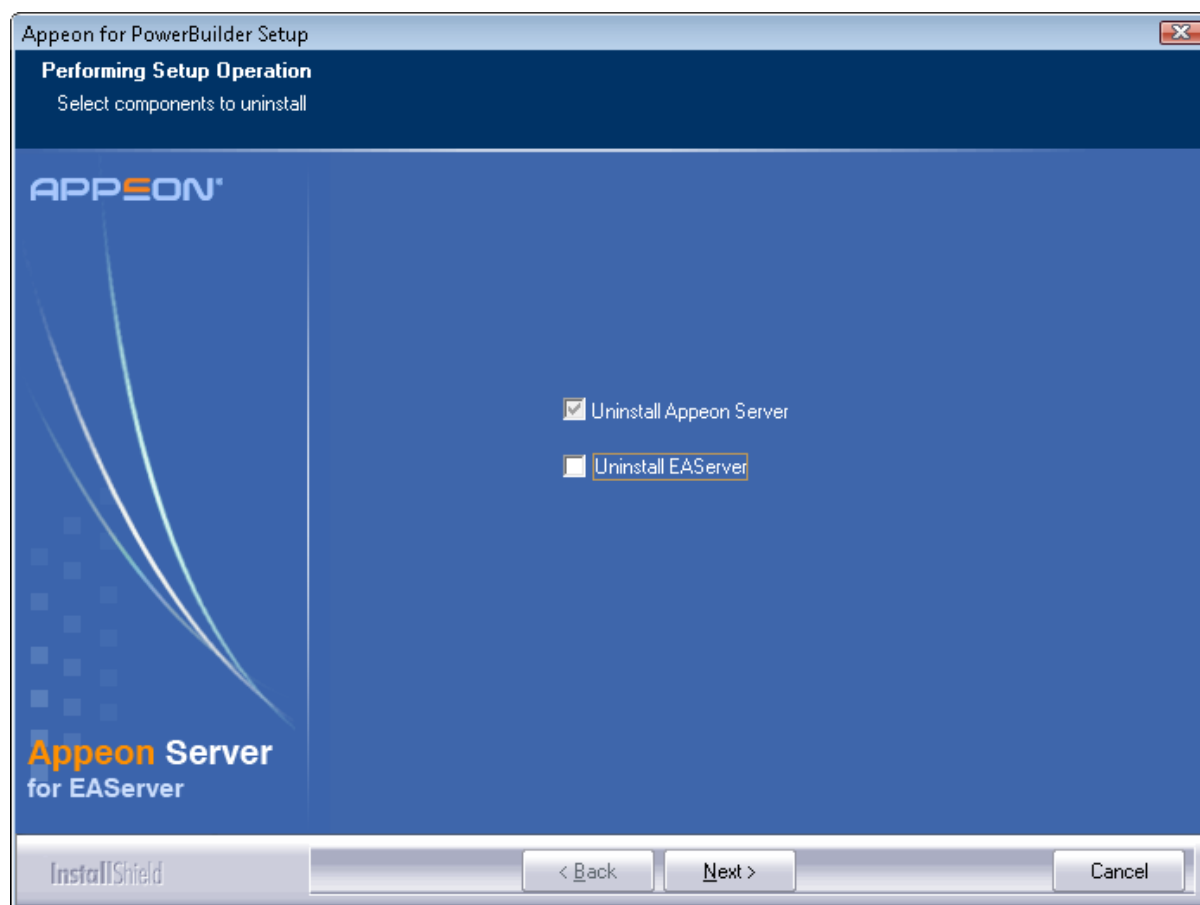 Appeon for PowerBuilder Setup
Performing Setup Operation
Select components to uninstall
APPEON
Uninstall Appeon Server
Uninstall EAServer
Appeon Server
for EAServer
InstallShield
< Back
Next >
Cancel